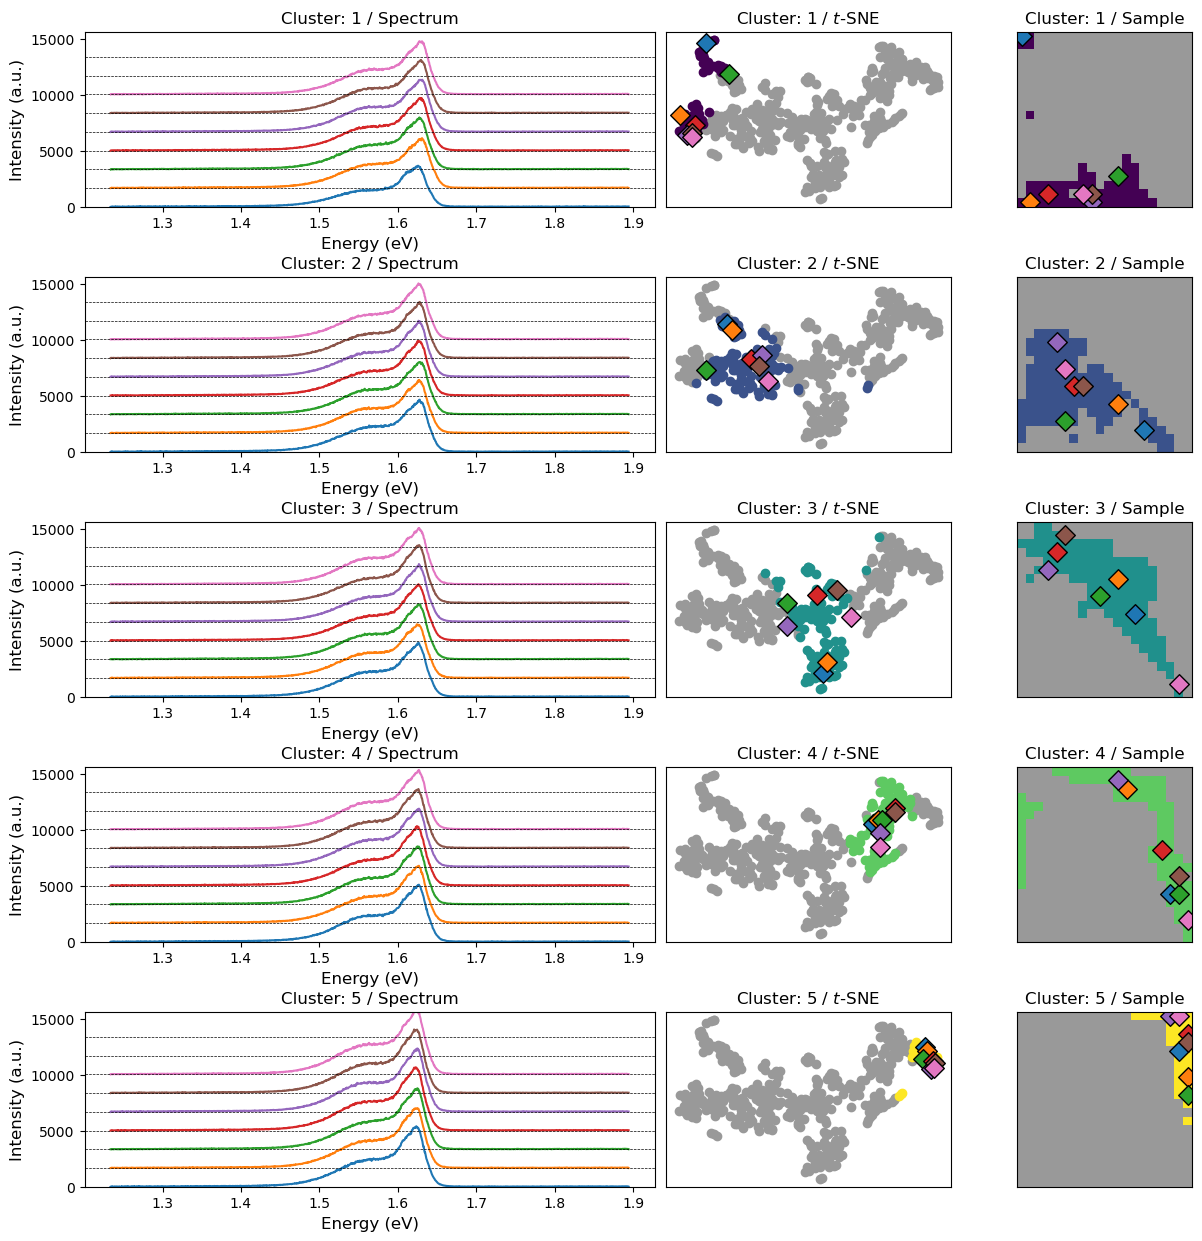 Cluster: 1 / Spectrum
Cluster: 1 / t-SNE
Cluster: 1 / Sample
Intensity (a.u.)
15000
10000
5000
0
1.3 1.4 1.5 1.6 1.7 1.8 1.9
Energy (eV)
Cluster: 2 / Spectrum
Cluster: 2 / t-SNE
Cluster: 2 / Sample
Intensity (a.u.)
15000
10000
5000
0
1.3 1.4 1.5 1.6 1.7 1.8 1.9
Energy (eV)
Cluster: 3 / Spectrum
Cluster: 3 / t-SNE
Cluster: 3 / Sample
Intensity (a.u.)
15000
10000
5000
0
1.3 1.4 1.5 1.6 1.7 1.8 1.9
Energy (eV)
Cluster: 4 / Spectrum
Cluster: 4 / t-SNE
Cluster: 4 / Sample
Intensity (a.u.)
15000
10000
5000
0
1.3 1.4 1.5 1.6 1.7 1.8 1.9
Energy (eV)
Cluster: 5 / Spectrum
Cluster: 5 / t-SNE
Cluster: 5 / Sample
Intensity (a.u.)
15000
10000
5000
0
1.3 1.4 1.5 1.6 1.7 1.8 1.9
Energy (eV)